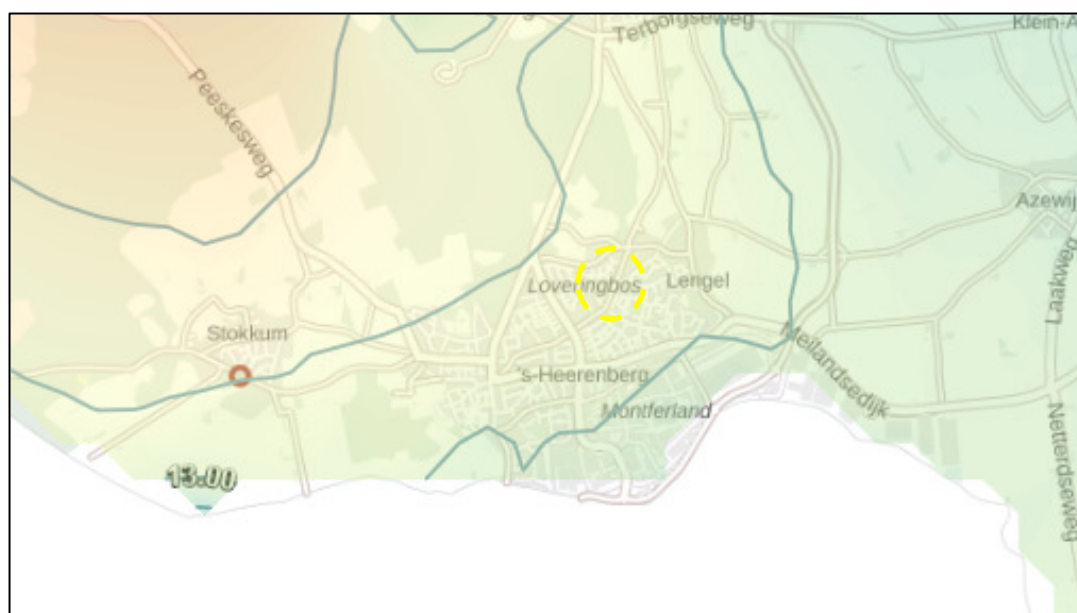 Terborgseweg
Klein-A
Peeskesweg
Azewij
Loveringbos
Lengel
Laakweg
Stokkum
Meilandsedijk
's-Heerenberg
Montferland
Netterdseweg
13.00